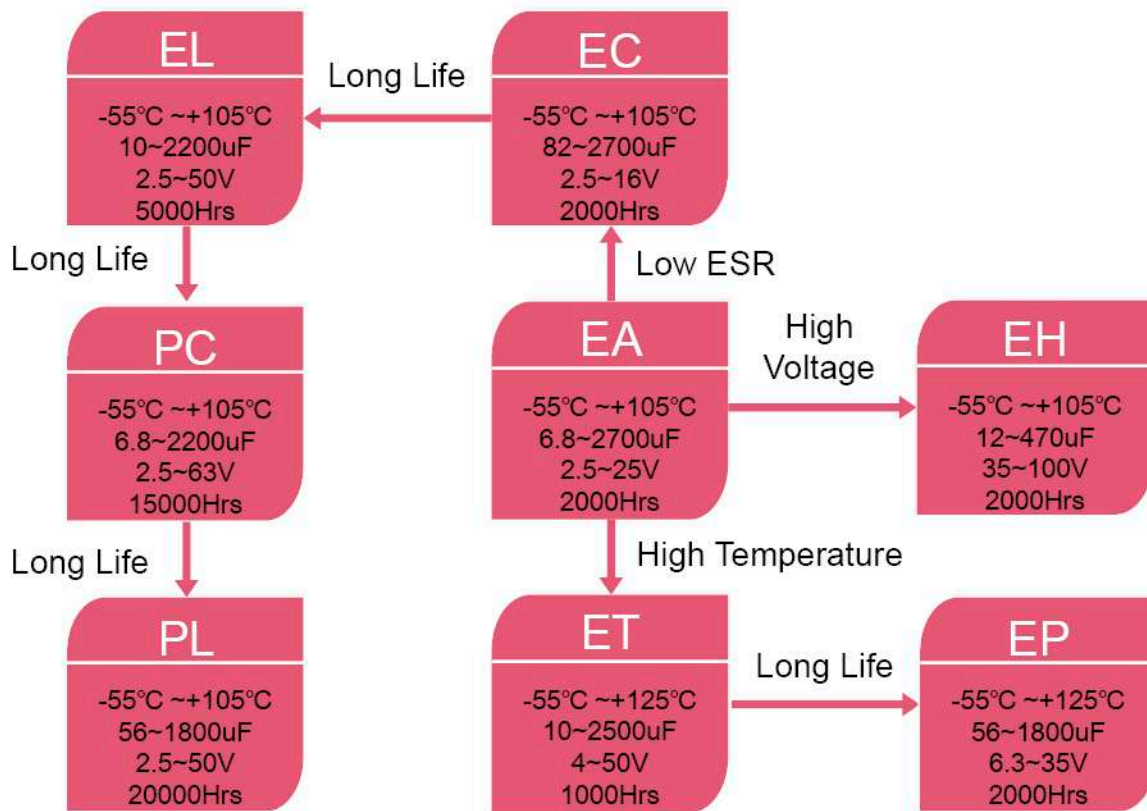 EL
-55℃ ~+105℃
10~2200uF
2.5~50V
5000Hrs
Long Life
EC
-55℃ ~+105℃
82~2700uF
2.5~16V
2000Hrs
Long Life
Low ESR
PC
-55℃ ~+105℃
6.8~2200uF
2.5~63V
15000Hrs
EA
-55℃ ~+105℃
6.8~2700uF
2.5~25V
2000Hrs
High
Voltage
EH
-55℃ ~+105℃
12~470uF
35~100V
2000Hrs
Long Life
High Temperature
PL
-55℃ ~+105℃
56~1800uF
2.5~50V
20000Hrs
ET
-55℃ ~+125℃
10~2500uF
4~50V
1000Hrs
Long Life
EP
-55℃ ~+125℃
56~1800uF
6.3~35V
2000Hrs